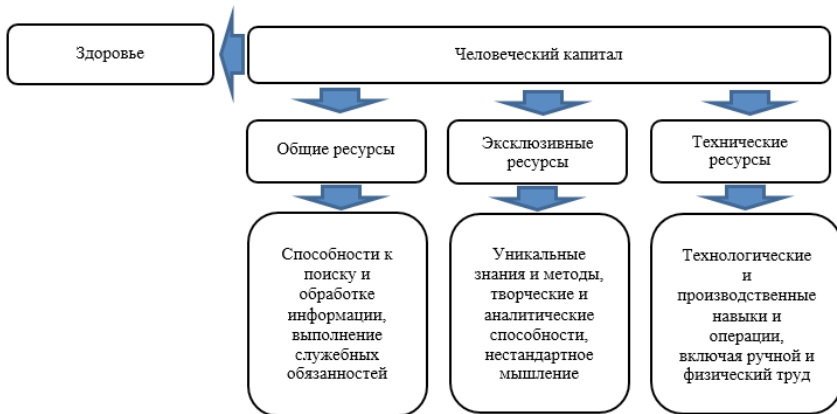 Здоровье
Человеческий капитал
Общие ресурсы
Эксклюзивные
ресурсы
Технические
ресурсы
Способности к
поиску и
обработке
информации,
выполнение
служебных
обязанностей
Уникальные
знания и методы,
творческие и
аналитические
способности,
нестандартное
мышление
Технологические
и
производственные
навыки и
операции,
включая ручной и
физический труд